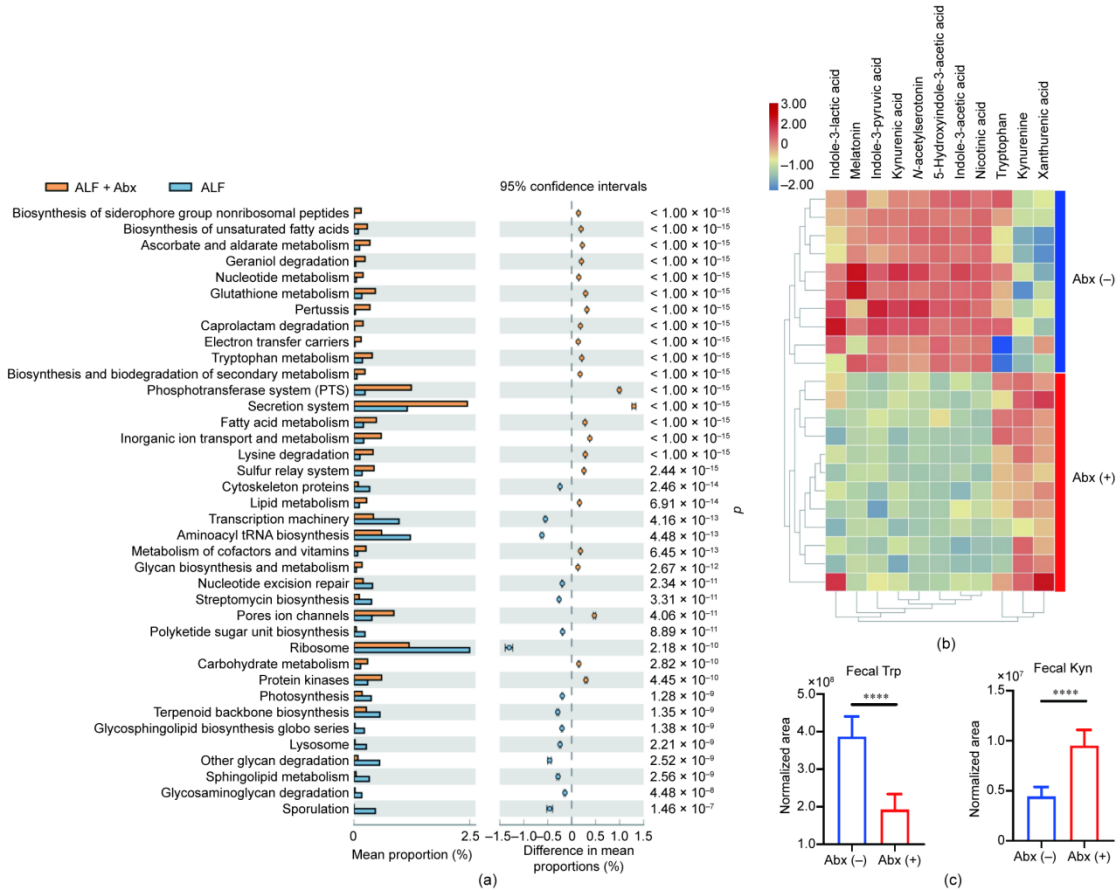 ALF + Abx
ALF
95% confidence intervals
Biosynthesis of siderophore group nonribosomal peptides
< 1.00 × 10⁻¹⁵
Biosynthesis of unsaturated fatty acids
< 1.00 × 10⁻¹⁵
Ascorbate and aldarate metabolism
< 1.00 × 10⁻¹⁵
Geraniol degradation
< 1.00 × 10⁻¹⁵
Nucleotide metabolism
< 1.00 × 10⁻¹⁵
Glutathione metabolism
< 1.00 × 10⁻¹⁵
Pertussis
< 1.00 × 10⁻¹⁵
Caprolactam degradation
< 1.00 × 10⁻¹⁵
Electron transfer carriers
< 1.00 × 10⁻¹⁵
Tryptophan metabolism
< 1.00 × 10⁻¹⁵
Biosynthesis and biodegradation of secondary metabolism
< 1.00 × 10⁻¹⁵
Phosphotransferase system (PTS)
< 1.00 × 10⁻¹⁵
Secretion system
< 1.00 × 10⁻¹⁵
Fatty acid metabolism
< 1.00 × 10⁻¹⁵
Inorganic ion transport and metabolism
< 1.00 × 10⁻¹⁵
Lysine degradation
< 1.00 × 10⁻¹⁵
Sulfur relay system
2.44 × 10⁻¹⁵
Cytoskeleton proteins
2.46 × 10⁻¹⁴
Lipid metabolism
6.91 × 10⁻¹⁴
Transcription machinery
4.16 × 10⁻¹³
Aminoacyl tRNA biosynthesis
4.48 × 10⁻¹³
Metabolism of cofactors and vitamins
6.45 × 10⁻¹³
Glycan biosynthesis and metabolism
2.67 × 10⁻¹²
Nucleotide excision repair
2.34 × 10⁻¹¹
Streptomycin biosynthesis
3.31 × 10⁻¹¹
Pores ion channels
4.06 × 10⁻¹¹
Polyketide sugar unit biosynthesis
8.89 × 10⁻¹¹
Ribosome
2.18 × 10⁻¹⁰
Carbohydrate metabolism
2.82 × 10⁻¹⁰
Protein kinases
4.45 × 10⁻¹⁰
Photosynthesis
1.28 × 10⁻⁹
Terpenoid backbone biosynthesis
1.35 × 10⁻⁹
Glycosphingolipid biosynthesis globo series
1.38 × 10⁻⁹
Lysosome
2.21 × 10⁻⁹
Other glycan degradation
2.52 × 10⁻⁹
Sphingolipid metabolism
2.56 × 10⁻⁹
Glycosaminoglycan degradation
4.48 × 10⁻⁸
Sporulation
1.46 × 10⁻⁷
p
0
2.5
–1.5
–1.0
–0.5
0
0.5
1.0
1.5
Mean proportion (%)
Difference in mean
proportions (%)
(a)
3.00
2.00
0
–1.00
–2.00
Indole-3-lactic acid
Melatonin
Indole-3-pyruvic acid
Kynurenic acid
N-acetylserotonin
5-Hydroxyindole-3-acetic acid
Indole-3-acetic acid
Nicotinic acid
Tryptophan
Kynurenine
Xanthurenic acid
Abx (–)
Abx (+)
(b)
Fecal Trp
×10⁶
5.0
4.0
3.0
2.0
1.0
Normalized area
****
Abx (–)
Abx (+)
Fecal Kyn
×10⁷
1.5
1.0
0.5
0
Normalized area
****
Abx (–)
Abx (+)
(c)